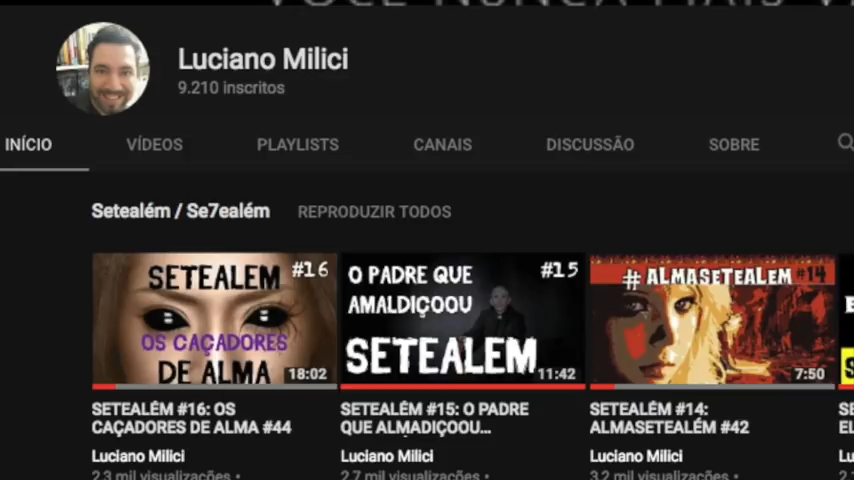 VOCÊ NUNCA MAIS V
Luciano Milici
9.210 inscritos
INÍCIO VÍDEOS PLAYLISTS CANAIS DISCUSSÃO SOBRE
Setealém / Se7ealém REPRODUZIR TODOS
SETEALEM #16
OS CAÇADORES
DE ALMA 18:02
O PADRE QUE #15
AMALDIÇOOU
SETEALEM 11:42
# ALMASETEALEM #14
7:50
SETEALÉM #16: OS
CAÇADORES DE ALMA #44
Luciano Milici
2,3 mil visualizações •
SETEALÉM #15: O PADRE
QUE ALMADIÇOOU...
Luciano Milici
2,7 mil visualizações •
SETEALÉM #14:
ALMASETEALÉM #42
Luciano Milici
3,2 mil visualizações •